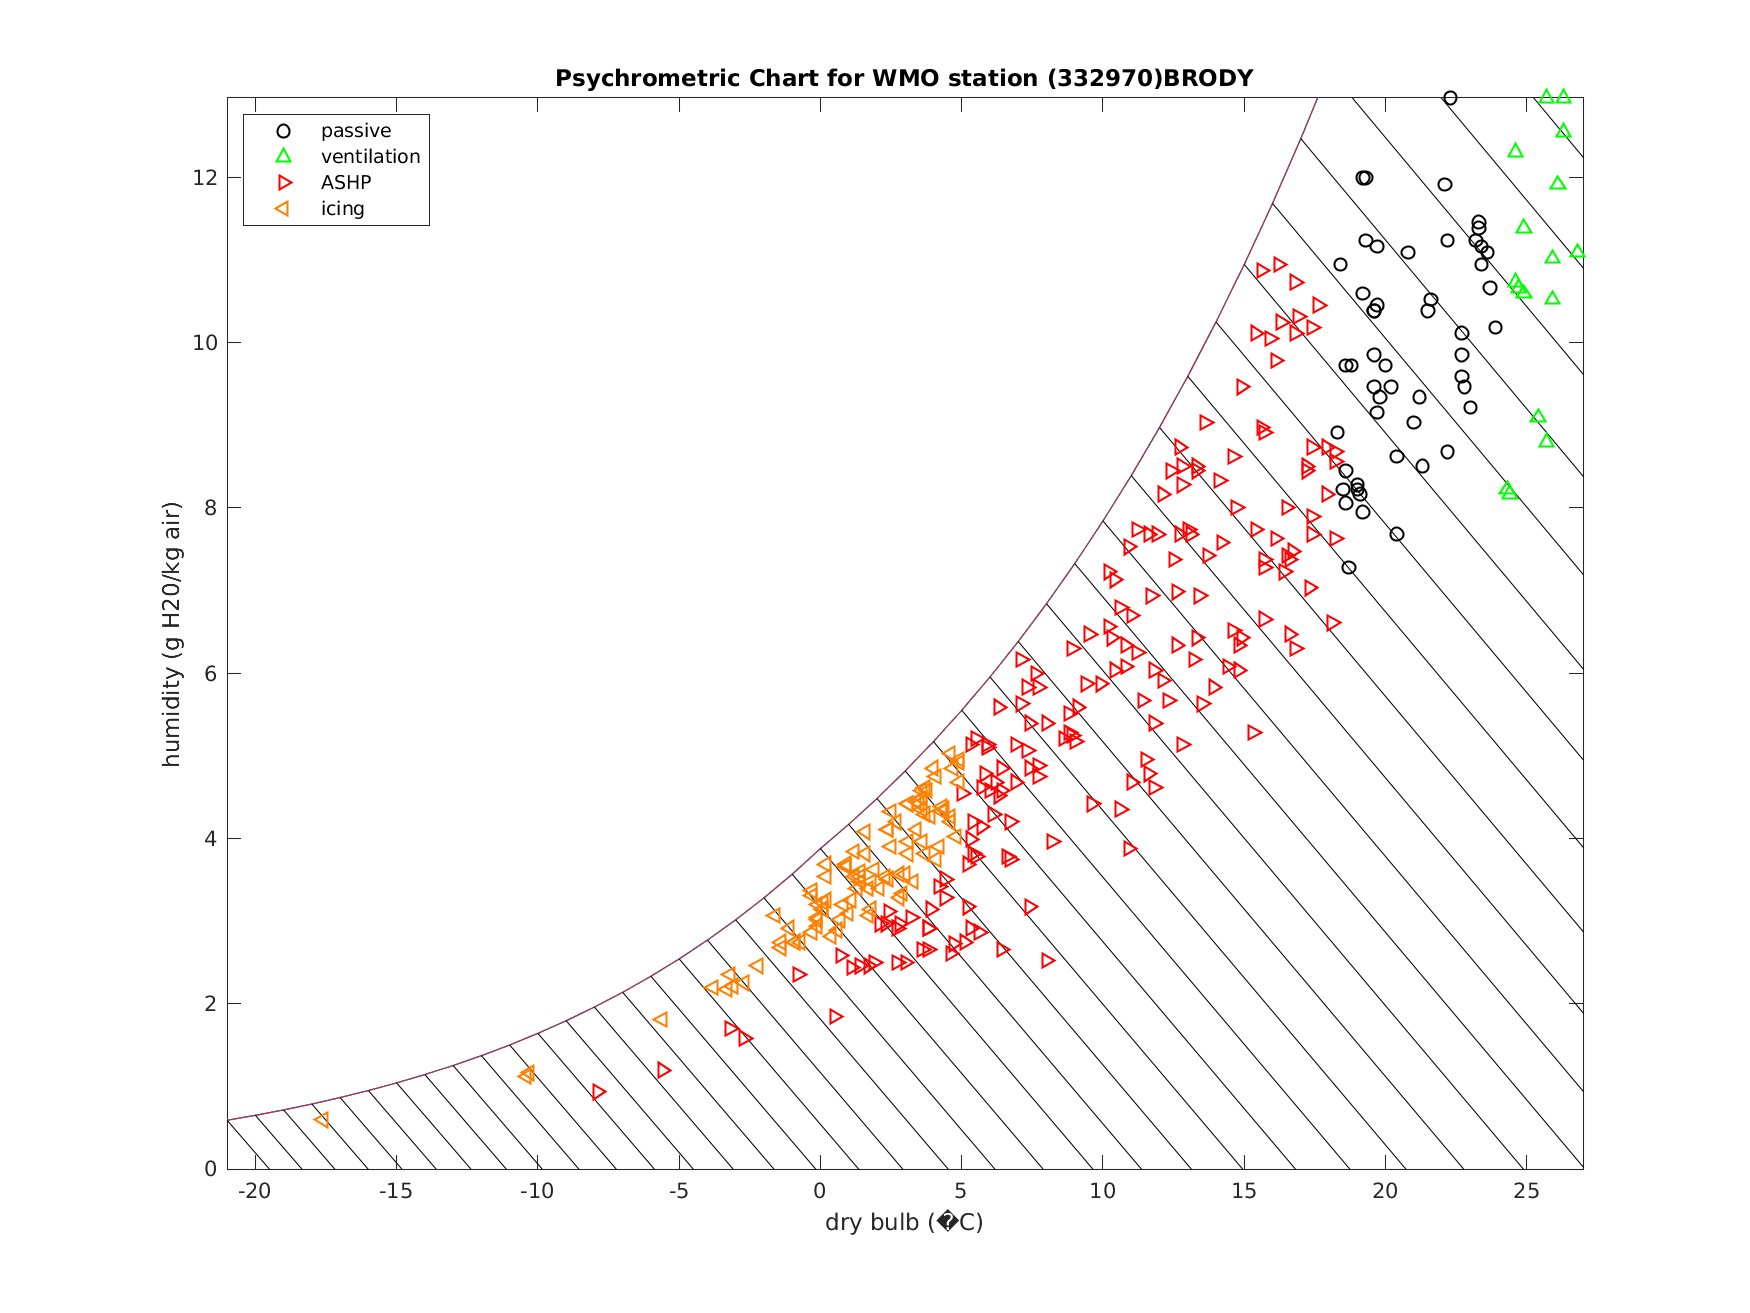 Psychrometric Chart for WMO station (332970)BRODY
passive
ventilation
ASHP
icing
12
10
8
6
4
2
0
humidity (g H20/kg air)
-20 -15 -10 -5 0 5 10 15 20 25
dry bulb (�C)